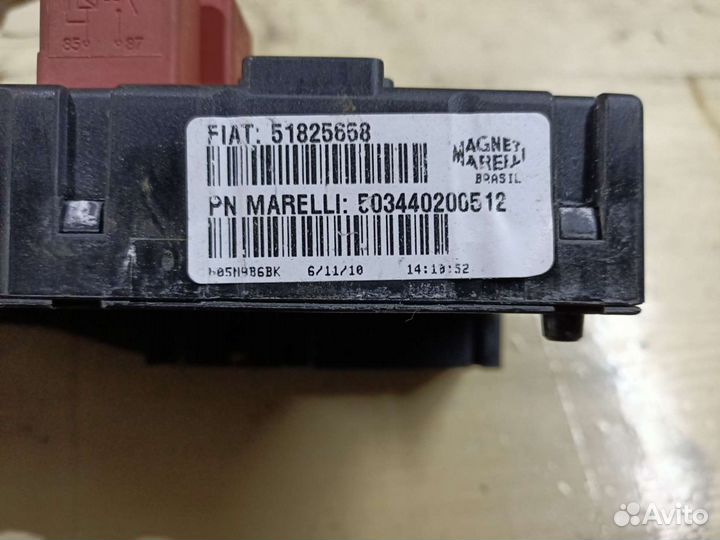 85 87
FIAT: 51825658
MAGNETI
MARELLI
BRASIL
PN MARELLI: 503440200512
6/11/10 14:10:52
Avito